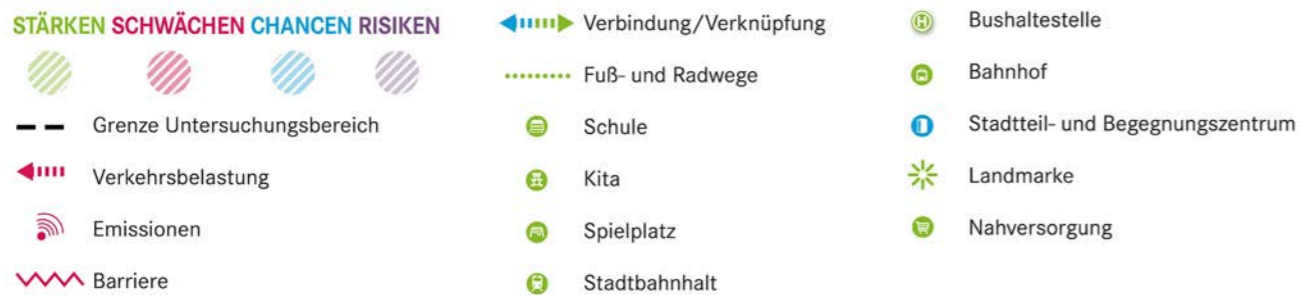 STÄRKEN SCHWÄCHEN CHANCEN RISIKEN
Grenze Untersuchungsbereich
Verkehrsbelastung
Emissionen
Barriere
Verbindung/Verknüpfung
Fuß- und Radwege
Schule
Kita
Spielplatz
Stadtbahnhalt
H Bushaltestelle
Bahnhof
Stadtteil- und Begegnungszentrum
Landmarke
Nahversorgung